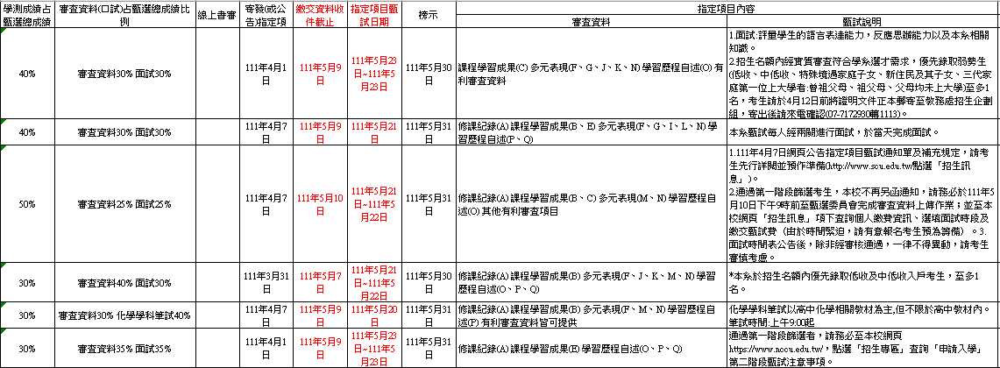 學測成績占甄選總成績
審查資料(口試)占甄選總成績比例
線上書審
寄發(或公告)指定項
繳交資料收件截止
指定項目甄試日期
榜示
指定項目內容
審查資料
甄試說明
40%
審查資料30% 面試30%
111年4月1日
111年5月9日
111年5月23日~111年5月23日
111年5月30日
課程學習成果(C) 多元表現(F、G、J、K、N) 學習歷程自述(O) 有
利審查資料
1.面試:評量學生的語言表達能力，反應思辦能力以及本系相關
知識。
2.招生名額內經實質審查符合學系選才需求，優先錄取弱勢生
(低收、中低收、特殊境遇家庭子女、新住民及其子女、三代家
庭第一位上大學者:曾祖父母、祖父母、父母均未上大學)至多1
名，考生請於4月12日前將證明文件正本郵寄至教務處招生企劃
組，寄出後請來電確認(07-7172930轉1113)。
40%
審查資料30% 面試30%
111年4月7日
111年5月9日
111年5月21日
111年5月31日
修課紀錄(A) 課程學習成果(B、E) 多元表現(F、G、I、L、N) 學
習歷程自述(P、Q)
本系甄試每人經兩關進行面試，於當天完成面試。
50%
審查資料25% 面試25%
111年4月7日
111年5月10日
111年5月21日~111年5月22日
111年5月31日
修課紀錄(A) 課程學習成果(B、C) 多元表現(M、N) 學習歷程自
述(O) 其他有利審查項目
1.111年4月7日網頁公告指定項目甄試通知單及補充規定，請考
生先行詳閱並預作準備(http://www.scu.edu.tw/點選「招生訊
息」)。
2.通過第一階段篩選考生，本校不再另函通知，請務必於111年5
月10日下午9時前至甄選委員會完成審查資料上傳作業；並至本
校網頁「招生訊息」項下查詢個人繳費資訊、選填面試時段及
繳交甄試費（由於時間緊迫，請有意報名考生預為籌備）。3.
面試時間表公告後，除非經審核通過，一律不得異動，請考生
審慎考慮。
30%
審查資料40% 面試30%
111年3月31日
111年5月7日
111年5月21日~111年5月22日
111年5月30日
修課紀錄(A) 課程學習成果(B) 多元表現(F、J、K、M、N) 學習
歷程自述(O、P、Q)
*本系於招生名額內優先錄取低收及中低收入戶考生，至多1
名。
30%
審查資料30% 化學學科筆試40%
111年4月7日
111年5月9日
111年5月20日
111年5月31日
修課紀錄(A) 課程學習成果(B) 多元表現(F、M、N) 學習歷程自
述(P) 有利審查資料皆可提供
化學學科筆試以高中化學相關教材為主,但不限於高中教材內。
筆試時間:上午9:00起
30%
審查資料35% 面試35%
111年4月1日
111年5月9日
111年5月23日~111年5月23日
111年5月31日
修課紀錄(A) 課程學習成果(E) 學習歷程自述(O、P、Q)
通過第一階段篩選者，請務必至本校網頁
https://www.nccu.edu.tw/，點選「招生專區」查詢「申請入學」
第二階段甄試注意事項。